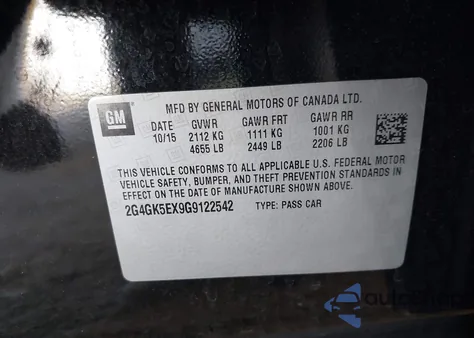 GM
MFD BY GENERAL MOTORS OF CANADA LTD.
DATE GVWR GAWR FRT GAWR RR
10/15 2112 KG 1111 KG 1001 KG
4655 LB 2449 LB 2206 LB
THIS VEHICLE CONFORMS TO ALL APPLICABLE U.S. FEDERAL MOTOR
VEHICLE SAFETY, BUMPER, AND THEFT PREVENTION STANDARDS IN
EFFECT ON THE DATE OF MANUFACTURE SHOWN ABOVE.
2G4GK5EX9G9122542 TYPE: PASS CAR